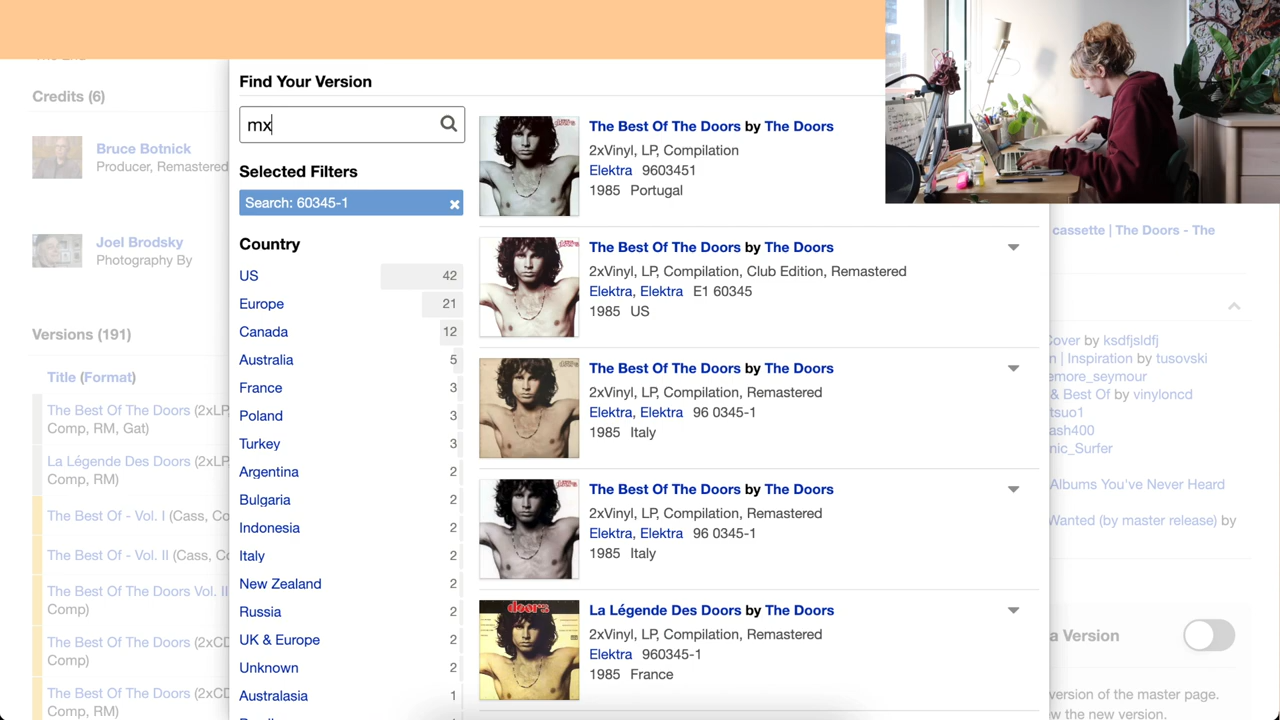 Credits (6)
Bruce Botnick
Producer, Remastered
Joel Brodsky
Photography By
Versions (191)
Title (Format)
The Best Of The Doors (2xLP,
Comp, RM, Gat)
La Légende Des Doors (2xLP,
Comp, RM)
The Best Of - Vol. I (Cass, Co
The Best Of - Vol. II (Cass, Co
The Best Of The Doors Vol. II
Comp)
The Best Of The Doors (2xCD
Comp)
The Best Of The Doors (2xCD
Comp)
Find Your Version
mx
Selected Filters
Search: 60345-1 ×
Country
US 42
Europe 21
Canada 12
Australia 5
France 3
Poland 3
Turkey 3
Argentina 2
Bulgaria 2
Indonesia 2
Italy 2
New Zealand 2
Russia 2
UK & Europe 2
Unknown 2
Australasia 1
The Best Of The Doors by The Doors
2xVinyl, LP, Compilation
Elektra 9603451
1985 Portugal
The Best Of The Doors by The Doors
2xVinyl, LP, Compilation, Club Edition, Remastered
Elektra, Elektra E1 60345
1985 US
The Best Of The Doors by The Doors
2xVinyl, LP, Compilation, Remastered
Elektra, Elektra 96 0345-1
1985 Italy
The Best Of The Doors by The Doors
2xVinyl, LP, Compilation, Remastered
Elektra, Elektra 96 0345-1
1985 Italy
doors
La Légende Des Doors by The Doors
2xVinyl, LP, Compilation, Remastered
Elektra 960345-1
1985 France
cassette | The Doors - The
Cover by ksdfjsldfj
n | Inspiration by tusovski
emore_seymour
& Best Of by vinyloncd
tsuo1
ash400
nic_Surfer
Albums You've Never Heard
Wanted (by master release) by
a Version
version of the master page.
w the new version.